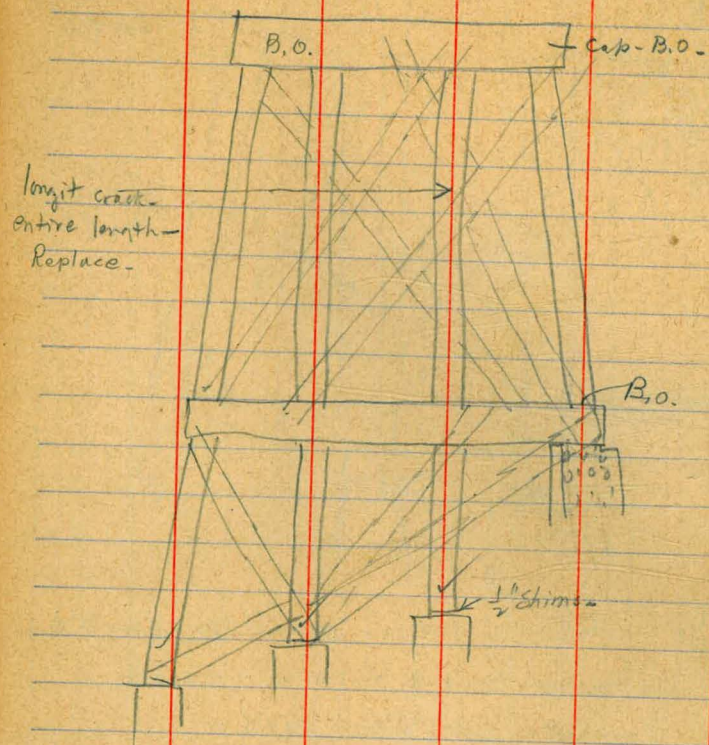 B.O.
Cap - B.O. -
longit crack -
entire length -
Replace -
B.O.
1/2" Shims -